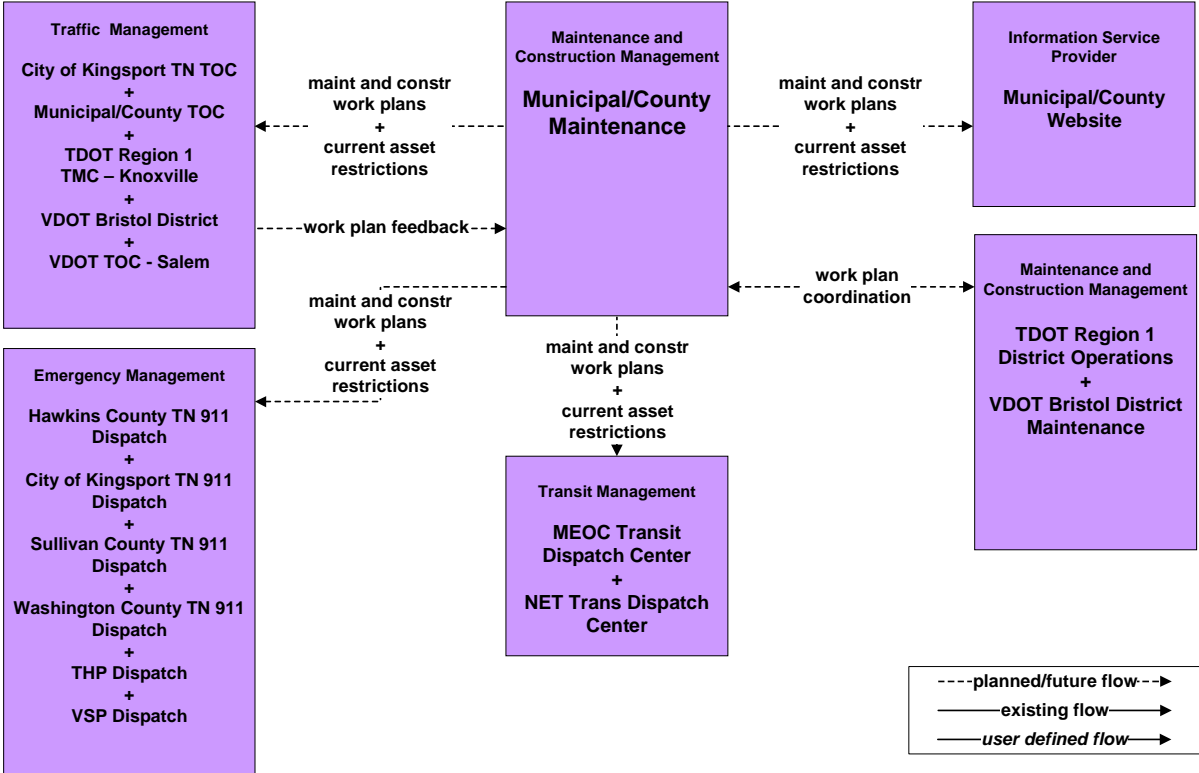 Traffic Management
City of Kingsport TN TOC
+
Municipal/County TOC
+
TDOT Region 1
TMC – Knoxville
+
VDOT Bristol District
+
VDOT TOC - Salem
maint and constr
work plans
+
current asset
restrictions
work plan feedback
Maintenance and
Construction Management
Municipal/County
Maintenance
maint and constr
work plans
+
current asset
restrictions
Information Service
Provider
Municipal/County
Website
work plan
coordination
Maintenance and
Construction Management
TDOT Region 1
District Operations
+
VDOT Bristol District
Maintenance
maint and constr
work plans
+
current asset
restrictions
Emergency Management
Hawkins County TN 911
Dispatch
+
City of Kingsport TN 911
Dispatch
+
Sullivan County TN 911
Dispatch
+
Washington County TN 911
Dispatch
+
THP Dispatch
+
VSP Dispatch
maint and constr
work plans
+
current asset
restrictions
Transit Management
MEOC Transit
Dispatch Center
+
NET Trans Dispatch
Center
planned/future flow
existing flow
user defined flow